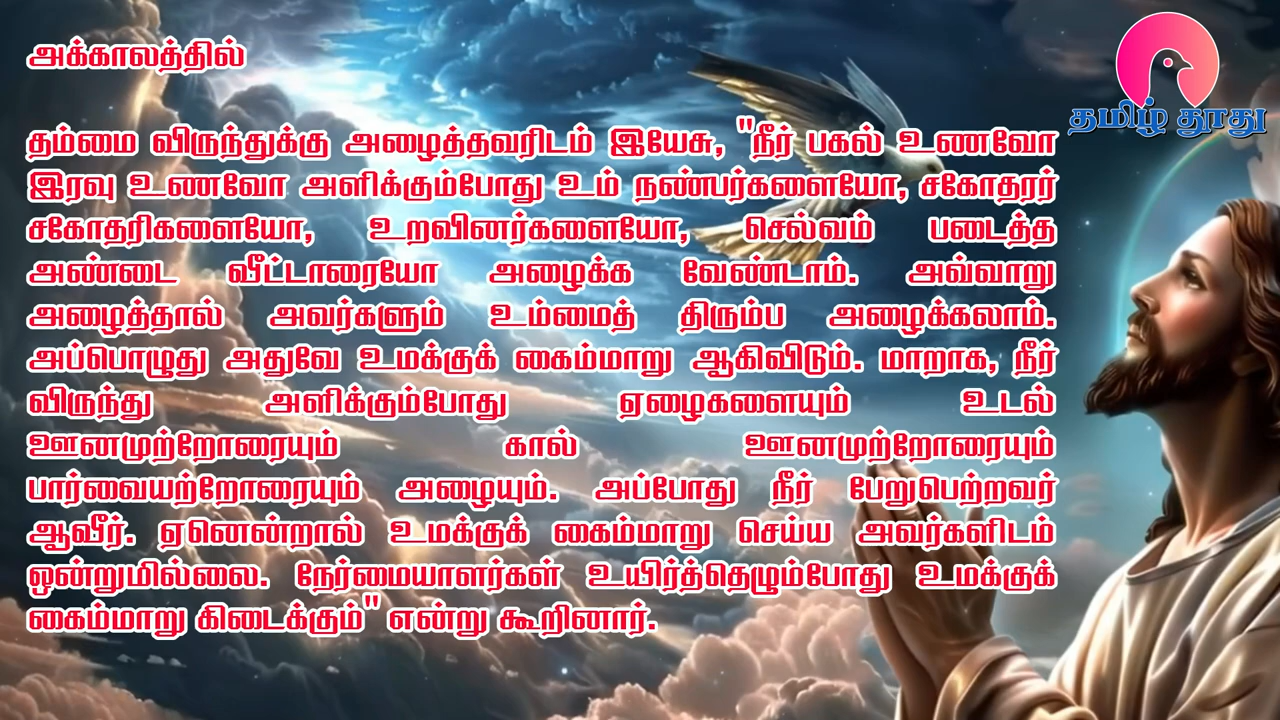 அக்காலத்தில்
தமிழ் தூது
தம்மை விருந்துக்கு அழைத்தவரிடம் இயேசு, "நீர் பகல் உணவோ
இரவு உணவோ அளிக்கும்போது உம் நண்பர்களையோ, சகோதரர்
சகோதரிகளையோ, உறவினர்களையோ, செல்வம் படைத்த
அண்டை வீட்டாரையோ அழைக்க வேண்டாம். அவ்வாறு
அழைத்தால் அவர்களும் உம்மைத் திரும்ப அழைக்கலாம்.
அப்பொழுது அதுவே உமக்குக் கைம்மாறு ஆகிவிடும். மாறாக, நீர்
விருந்து அளிக்கும்போது ஏழைகளையும் உடல்
ஊனமுற்றோரையும் கால் ஊனமுற்றோரையும்
பார்வையற்றோரையும் அழையும். அப்போது நீர் பேறுபெற்றவர்
ஆவீர். ஏனென்றால் உமக்குக் கைம்மாறு செய்ய அவர்களிடம்
ஒன்றுமில்லை. நேர்மையாளர்கள் உயிர்த்தெழும்போது உமக்குக்
கைம்மாறு கிடைக்கும்" என்று கூறினார்.